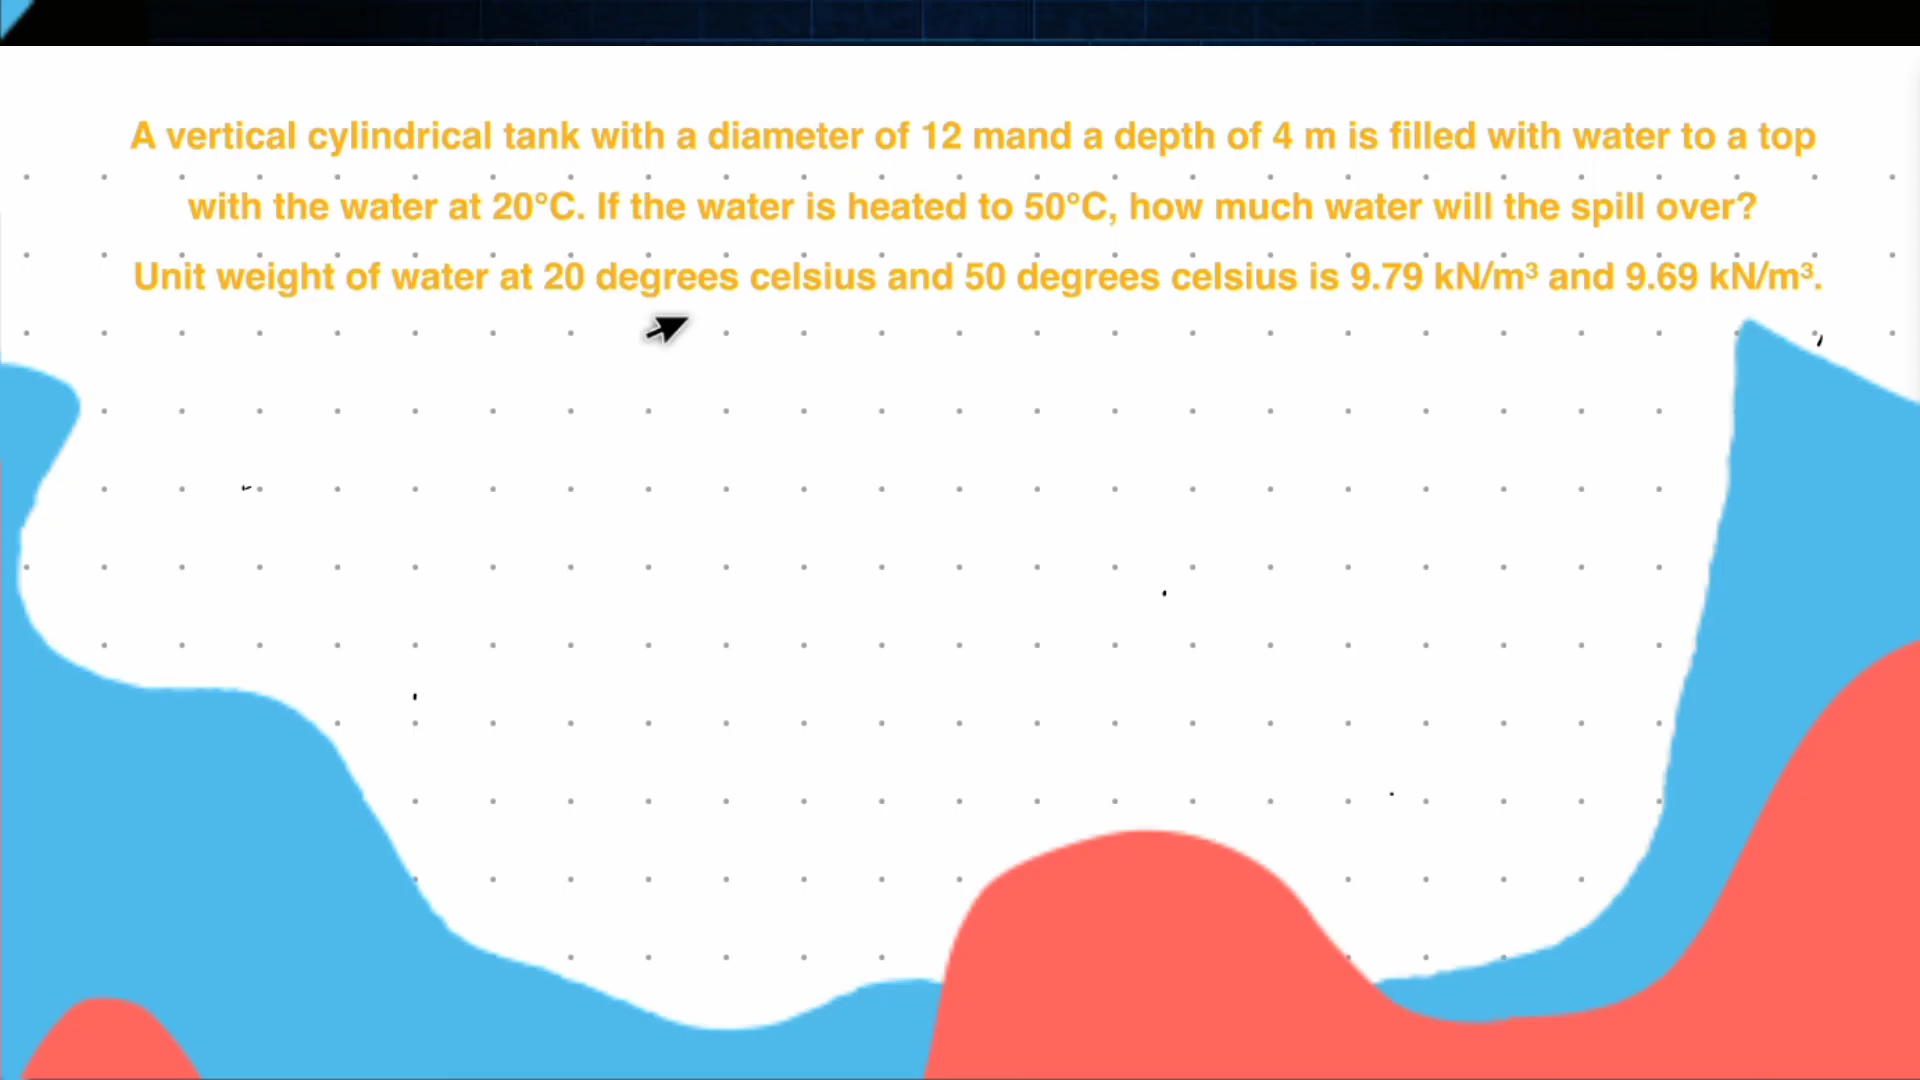 A vertical cylindrical tank with a diameter of 12 mand a depth of 4 m is filled with water to a top
with the water at 20°C. If the water is heated to 50°C, how much water will the spill over?
Unit weight of water at 20 degrees celsius and 50 degrees celsius is 9.79 kN/m³ and 9.69 kN/m³.